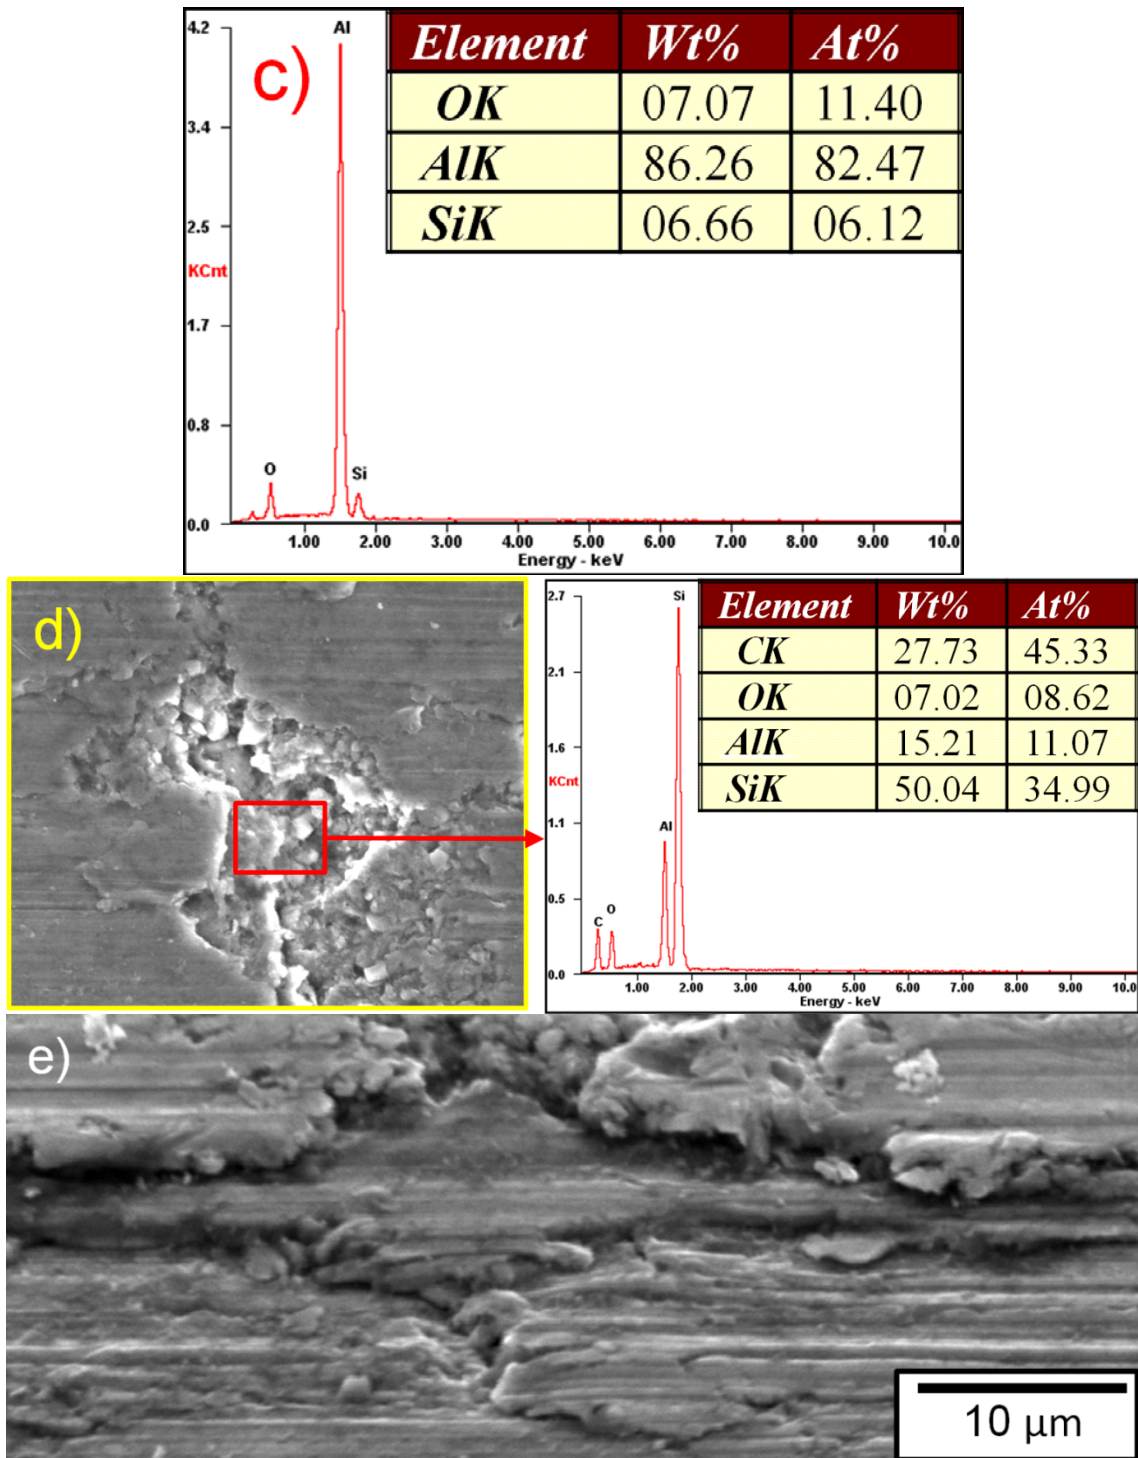 c)
Element Wt% At%
OK 07.07 11.40
AlK 86.26 82.47
SiK 06.66 06.12
4.2
3.4
2.5
KCnt
1.7
0.8
0.0
Al
O
Si
1.00 2.00 3.00 4.00 5.00 6.00 7.00 8.00 9.00 10.0
Energy - keV
d)
Element Wt% At%
CK 27.73 45.33
OK 07.02 08.62
AlK 15.21 11.07
SiK 50.04 34.99
2.7
2.1
1.6
KCnt
1.1
0.5
0.0
Si
Al
C
O
1.00 2.00 3.00 4.00 5.00 6.00 7.00 8.00 9.00 10.0
Energy - keV
e)
10 μm